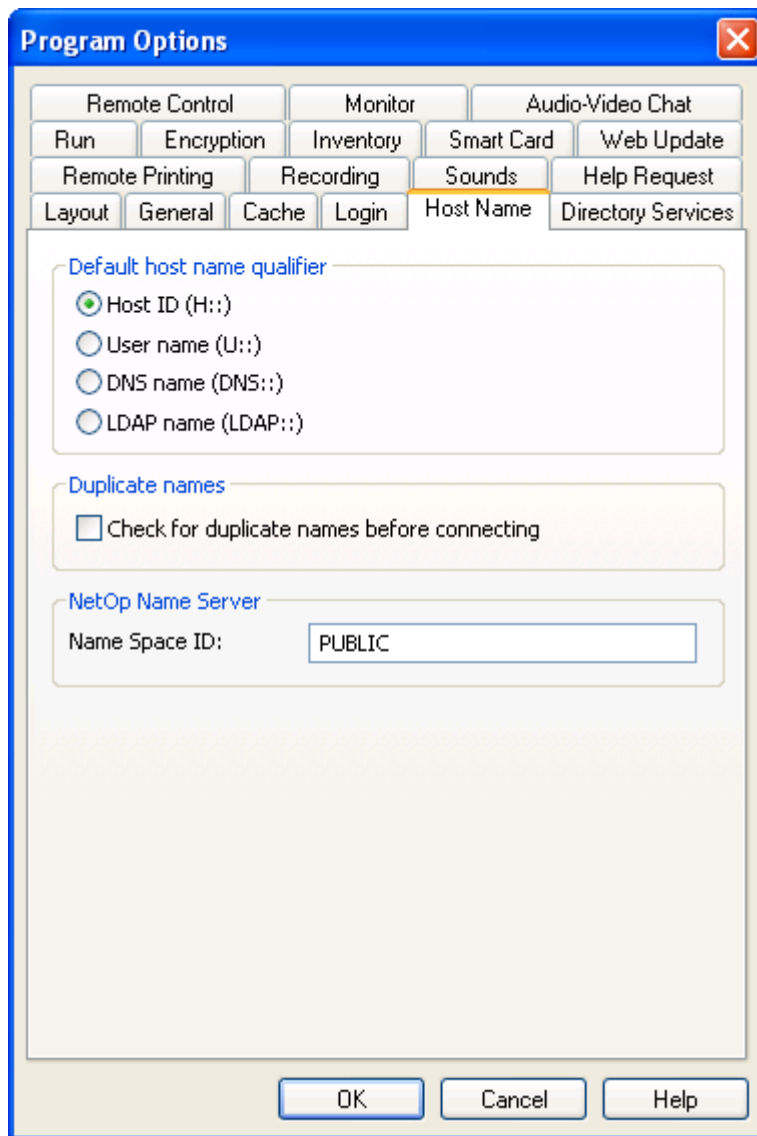 Program Options
Remote Control Monitor Audio-Video Chat
Run Encryption Inventory Smart Card Web Update
Remote Printing Recording Sounds Help Request
Layout General Cache Login Host Name Directory Services
Default host name qualifier
Host ID (H::)
User name (U::)
DNS name (DNS::)
LDAP name (LDAP::)
Duplicate names
Check for duplicate names before connecting
NetOp Name Server
Name Space ID: PUBLIC
OK Cancel Help